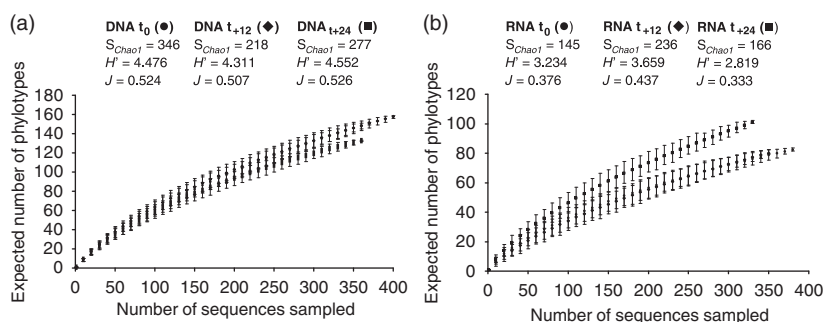 (a)
DNA t0 (●) DNA t+12 (◆) DNA t+24 (■)
SChao1 = 346 SChao1 = 218 SChao1 = 277
H' = 4.476 H' = 4.311 H' = 4.552
J = 0.524 J = 0.507 J = 0.526
Expected number of phylotypes
180
160
140
120
100
80
60
40
20
0
0 50 100 150 200 250 300 350 400
Number of sequences sampled
(b)
RNA t0 (●) RNA t+12 (◆) RNA t+24 (■)
SChao1 = 145 SChao1 = 236 SChao1 = 166
H' = 3.234 H' = 3.659 H' = 2.819
J = 0.376 J = 0.437 J = 0.333
Expected number of phylotypes
120
100
80
60
40
20
0
0 50 100 150 200 250 300 350 400
Number of sequences sampled